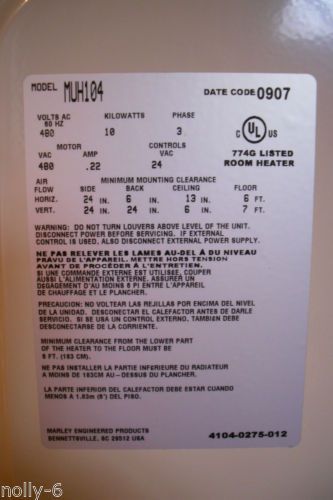 MODEL MUH104 DATE CODE 0907
VOLTS AC KILOWATTS PHASE
60 HZ
480 10 3
MOTOR CONTROLS
VAC AMP VAC
480 .22 24
C UL US
774G LISTED
ROOM HEATER
AIR MINIMUM MOUNTING CLEARANCE
FLOW SIDE BACK CEILING FLOOR
HORIZ. 24 IN. 6 IN. 13 IN. 6 FT.
VERT. 24 IN. 24 IN. 6 IN. 7 FT.
WARNING: DO NOT TURN LOUVERS ABOVE LEVEL OF THE UNIT.
DISCONNECT POWER BEFORE SERVICING. IF EXTERNAL
CONTROL IS USED, ALSO DISCONNECT EXTERNAL POWER SUPPLY.
NE PAS RELEVER LES LAMES AU-DEL À DU NIVEAU
PRÁVU DE L'APPAREIL. METTRE HORS TENSION
AVANT DE PROCÉDER À L'ENTRETIEN.
SI UNE COMMANDE EXTERNE EST UTILISÉE, COUPER
AUSSI L'ALIMENTATION EXTERNE. ASSURER UN
DEGAGEMENT D'AU MOINS 6 PI ENTRE L'APPAREIL
DE CHAUFFAGE ET LE PLANCHER.
PRECAUCION: NO VOLTEAR LAS REJILLAS POR ENCIMA DEL NIVEL
DE LA UNIDAD. DESCONECTAR EL CALEFACTOR ANTES DE DARLE
SERVICIO. SI SE USA UN CONTROL EXTERNO, TAMBIÉN DEBE
DESCONECTARSE DE LA CORRIENTE.
MINIMUM CLEARANCE FROM THE LOWER PART
OF THE HEATER TO THE FLOOR MUST BE
6 FT. (183 CM).
NE PAS INSTALLER LA PARTIE INFÉRIEURE DU RADIATEUR
A MOINS DE 183CM AU-DESSUS DU PLANCHER.
LA PARTE INFERIOR DEL CALEFACTOR DEBE ESTAR CUANDO
MENOS A 1.83m (6') DEL PISO.
MARLEY ENGINEERED PRODUCTS
BENNETTSVILLE, SC 29512 USA
4104-0275-012
nolly-6